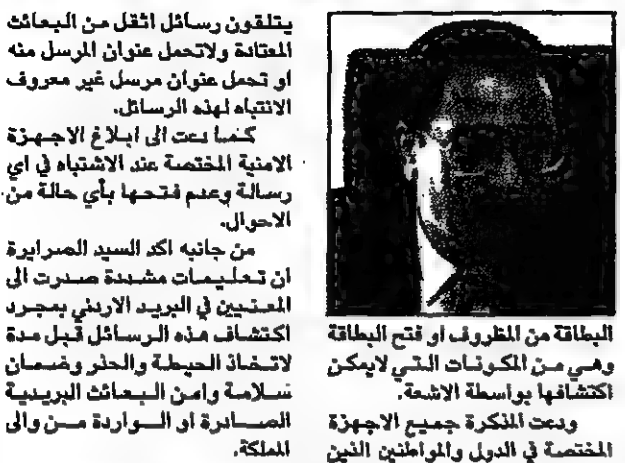 البطاقة من المظروف او فتح البطاقة
وهي من المكونات التي لايمكن
اكتشافها بواسطة الاشعة.
ودعت المذكرة جميع الاجهزة
المختصة في الدول والمواطنين الذين
يتلقون رسائل اثقل من البعائث
المعتادة ولاتحمل عنوان المرسل منه
او تحمل عنوان مرسل غير معروف
الانتباه لهذه الرسائل.
كما دعت الى ابلاغ الاجهزة
الامنية المختصة عند الاشتباه في اي
رسالة وعدم فتحها بأي حالة من
الاحوال.
من جانبه اكد السيد الصرايرة
ان تعليمات مشددة صدرت الى
المعنيين في البريد الاردني بمجرد
اكتشاف هذه الرسائل قبل مدة
لاتخاذ الحيطة والحذر وضمان
سلامة وامن البعائث البريدية
الصادرة او الواردة من والى
المملكة.